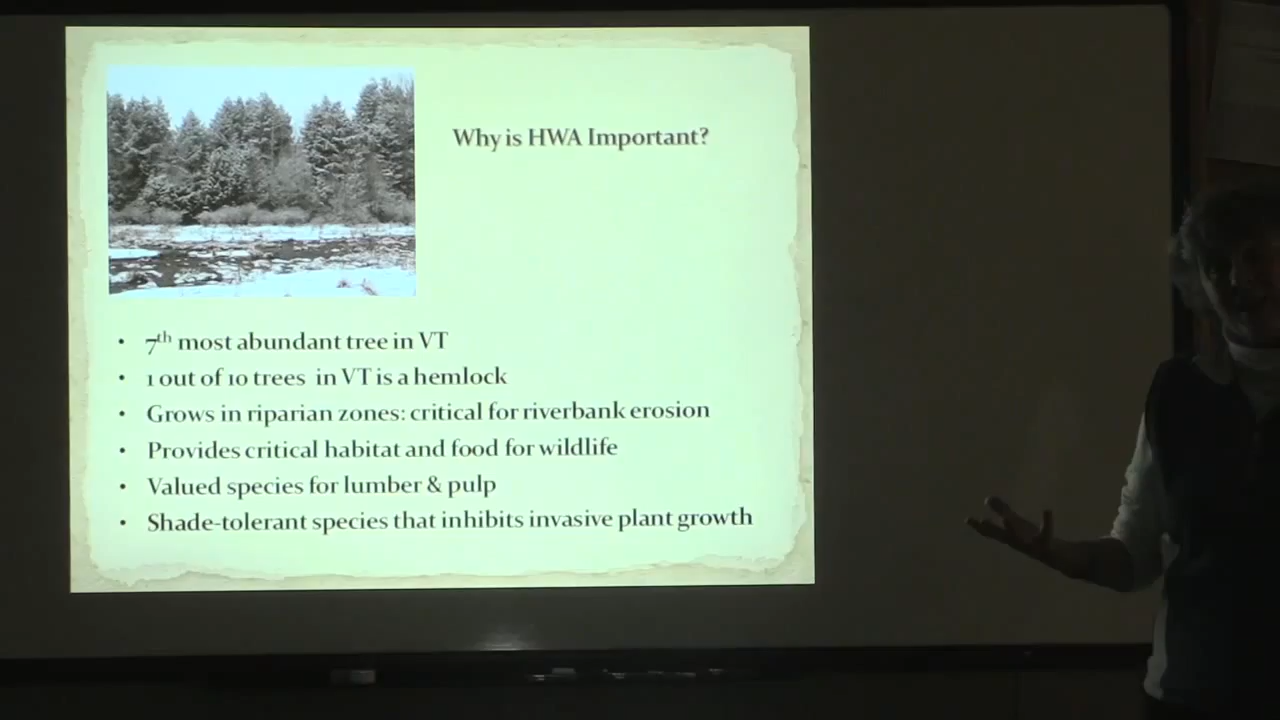 Why is HWA Important?
• 7th most abundant tree in VT
• 1 out of 10 trees in VT is a hemlock
• Grows in riparian zones: critical for riverbank erosion
• Provides critical habitat and food for wildlife
• Valued species for lumber & pulp
• Shade-tolerant species that inhibits invasive plant growth